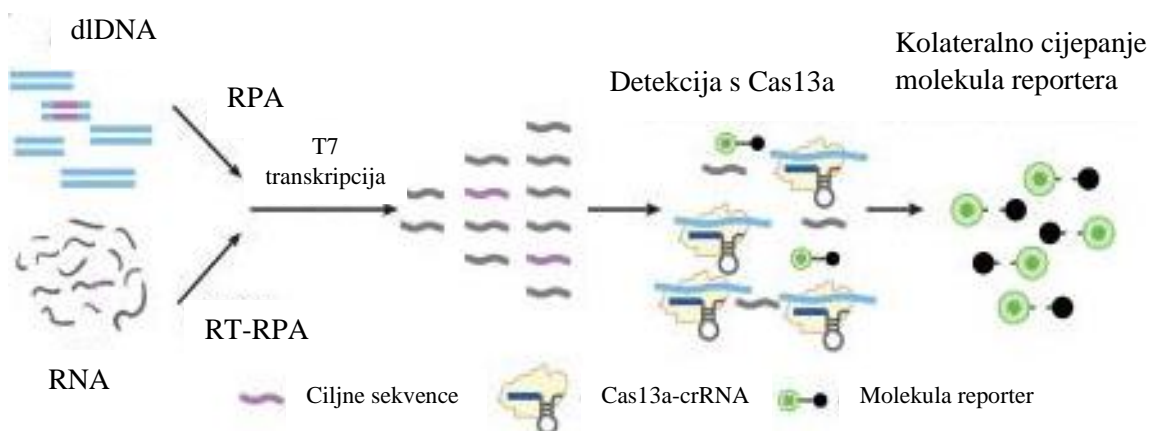 dlDNA
RPA
T7
transkripcija
RNA
RT-RPA
Detekcija s Cas13a
Kolateralno cijepanje
molekula reportera
Ciljne sekvence
Cas13a-crRNA
Molekula reporter